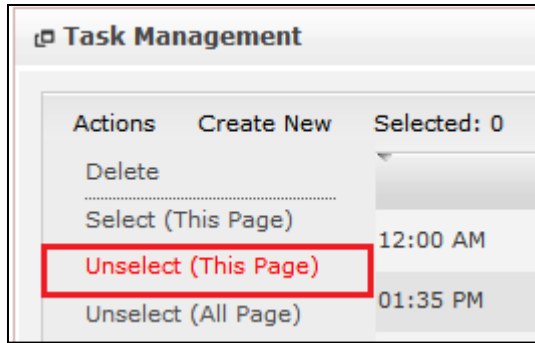 Task Management
Actions Create New Selected: 0
Delete
Select (This Page)
12:00 AM
Unselect (This Page)
01:35 PM
Unselect (All Page)